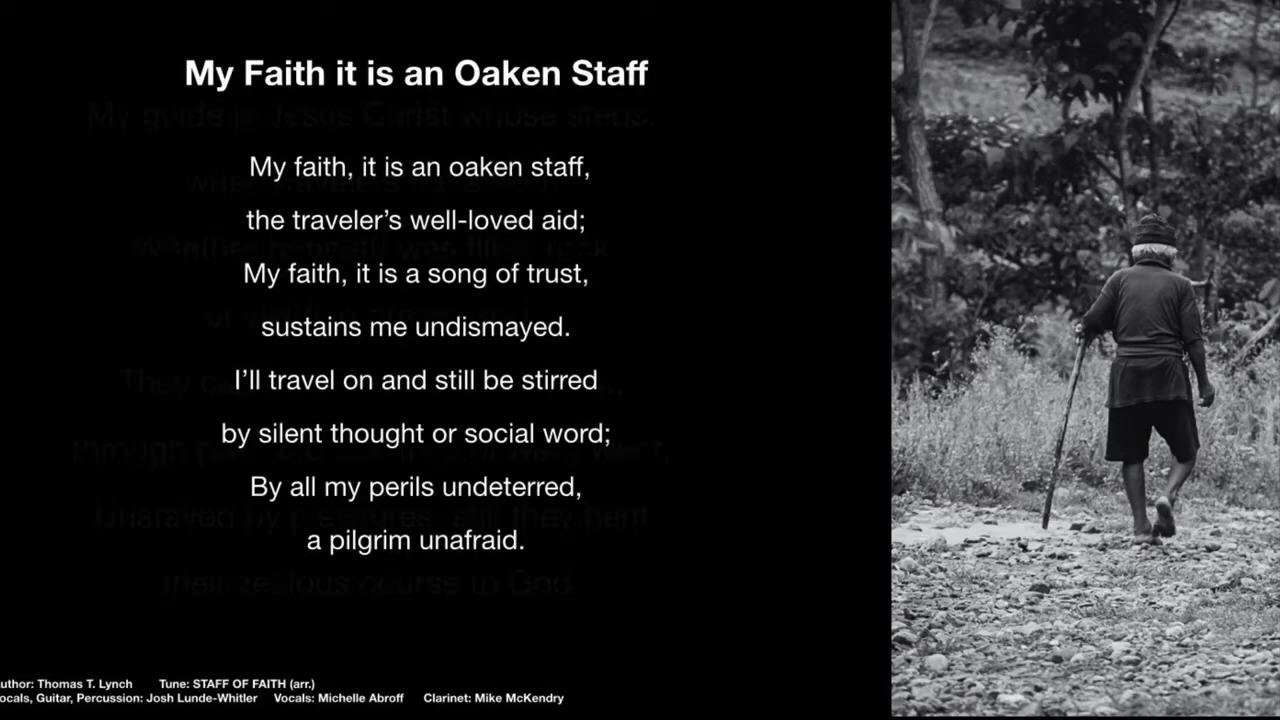 My Faith it is an Oaken Staff
My guide is Jesus Christ whose steps,
My faith, it is an oaken staff,
the traveler’s well-loved aid;
My faith, it is a song of trust,
sustains me undismayed.
I’ll travel on and still be stirred
by silent thought or social word;
By all my perils undeterred,
a pilgrim unafraid.
their zealous course to God
uthor: Thomas T. Lynch Tune: STAFF OF FAITH (arr.)
ocals, Guitar, Percussion: Josh Lunde-Whitler Vocals: Michelle Abroff Clarinet: Mike McKendry